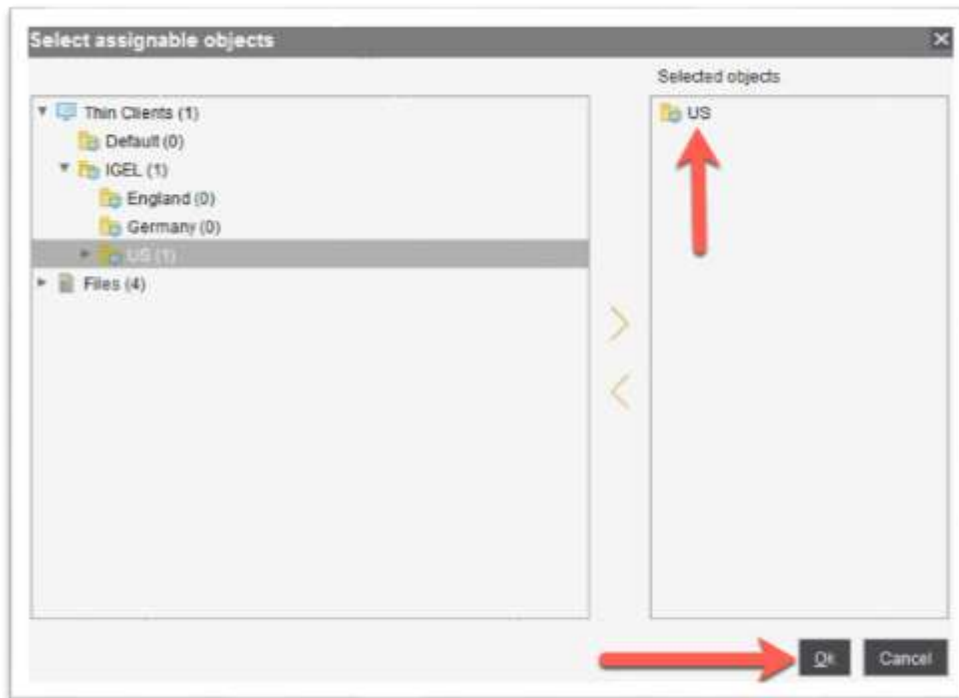 Select assignable objects
Selected objects
Thin Clients (1)
Default (0)
IGEL (1)
England (0)
Germany (0)
US (1)
Files (4)
US
Ok
Cancel